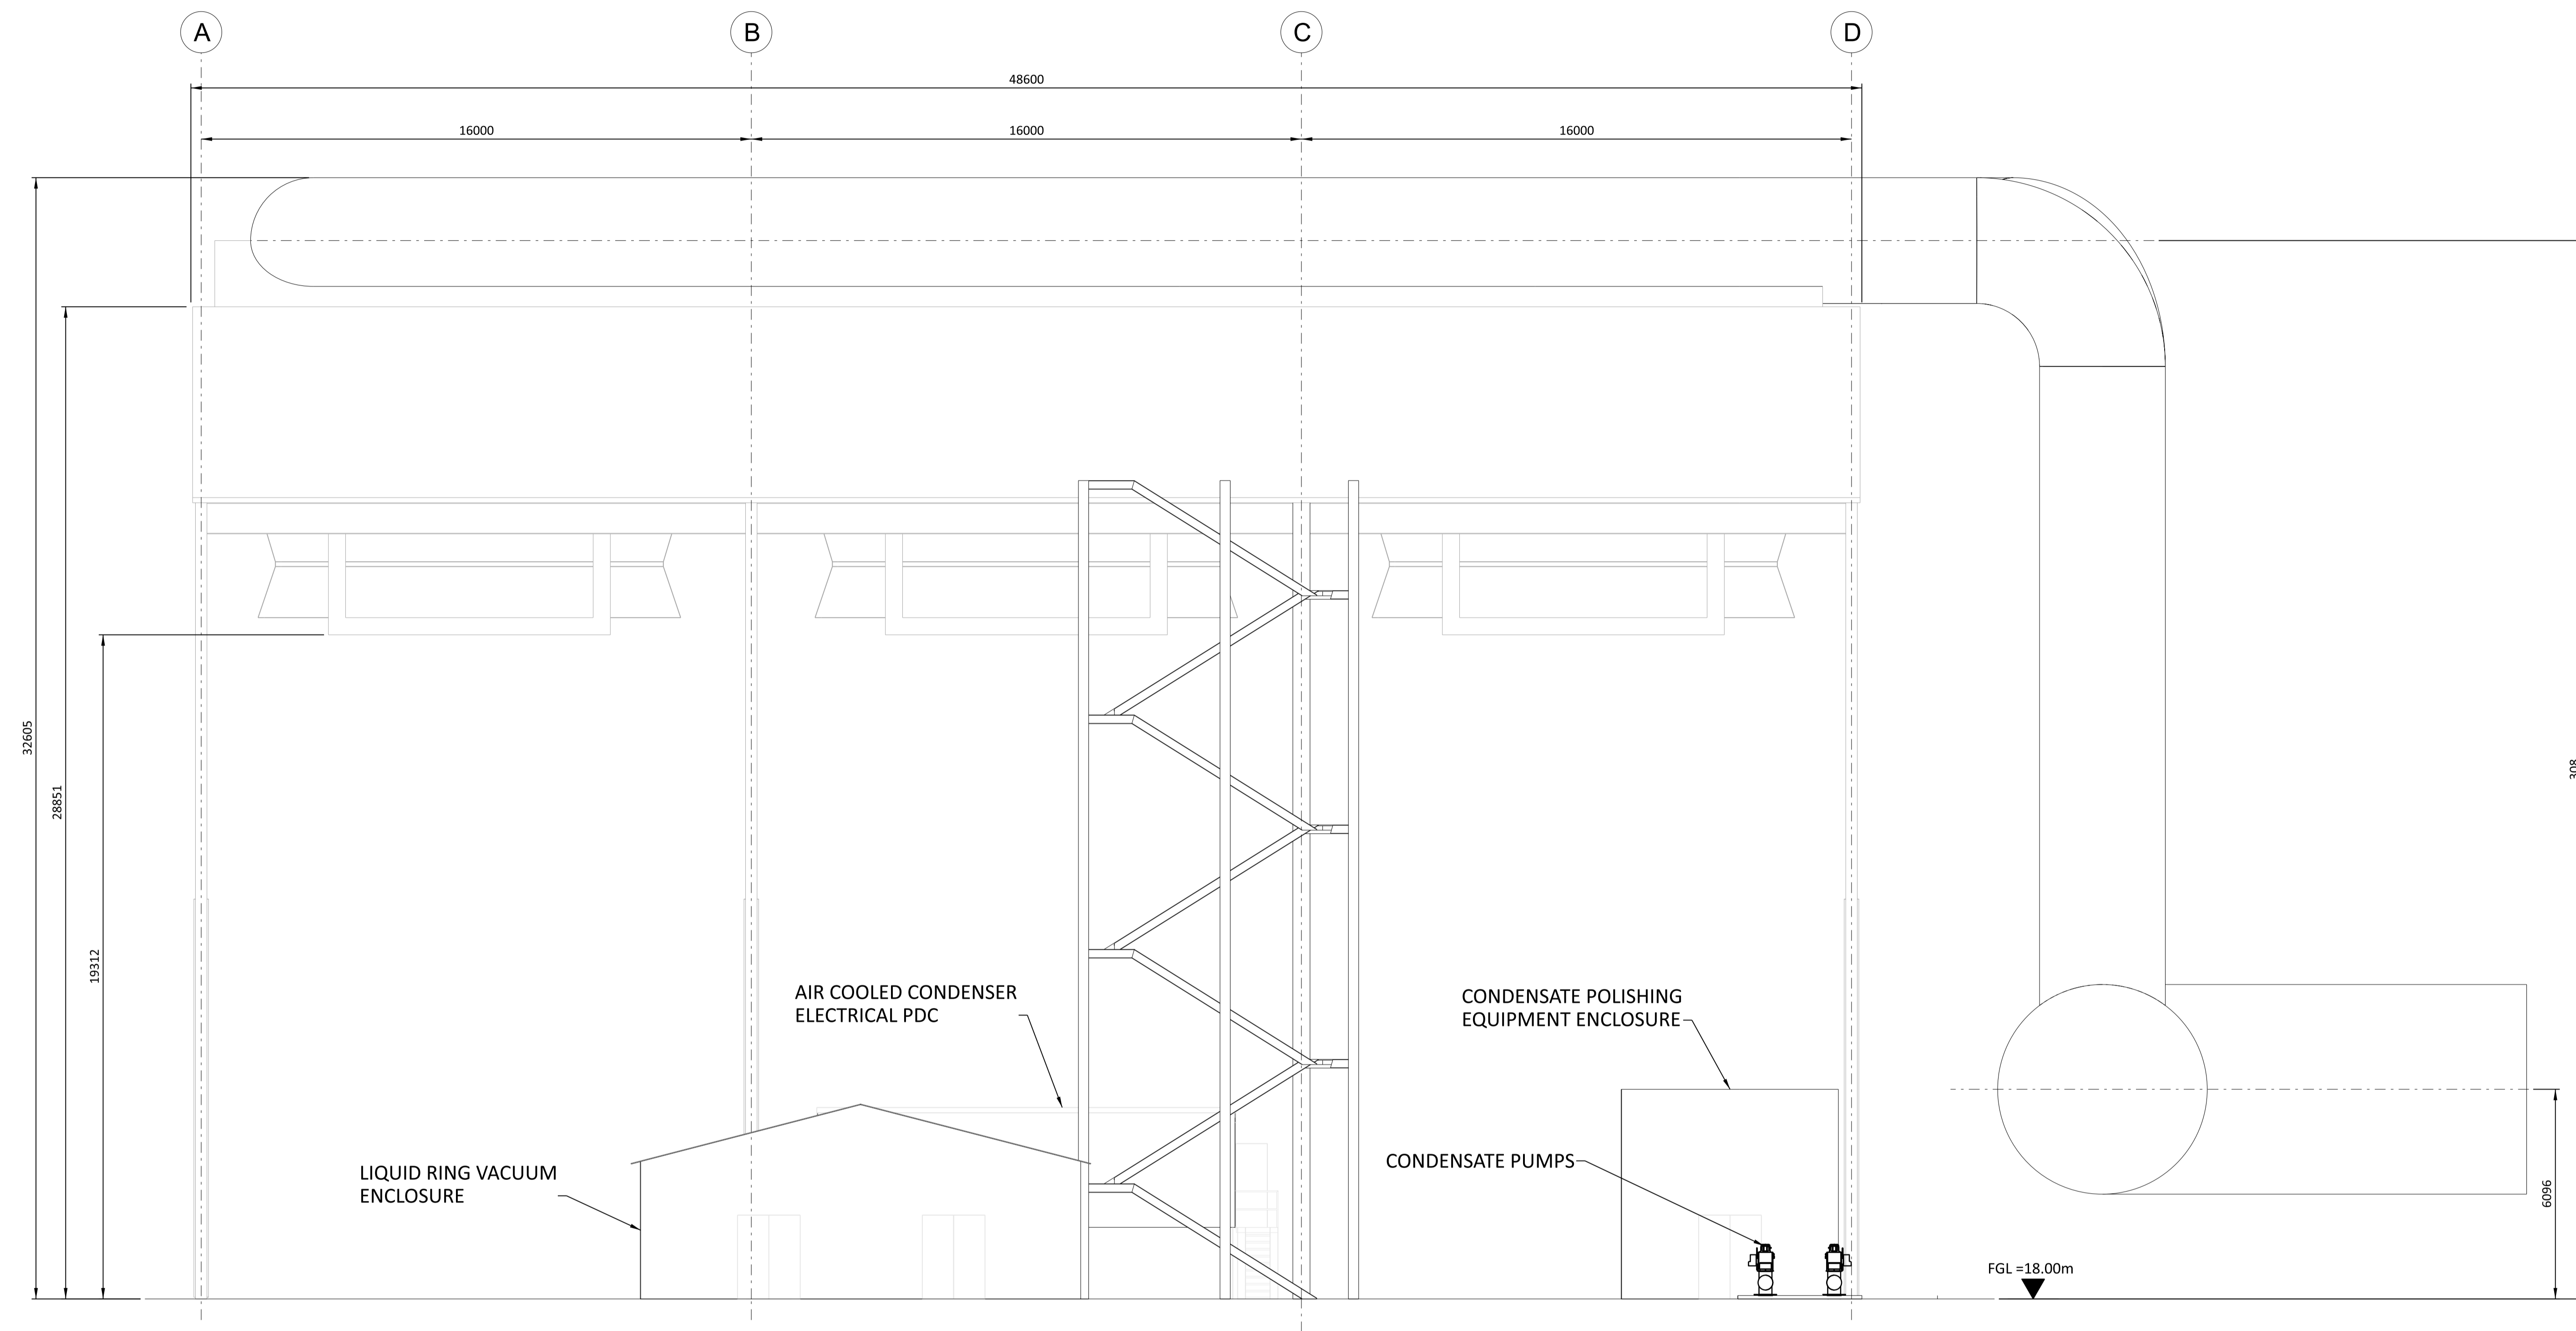 A
B
C
D
48600
16000
16000
16000
32605
28851
19312
AIR COOLED CONDENSER
ELECTRICAL PDC
CONDENSATE POLISHING
EQUIPMENT ENCLOSURE
LIQUID RING VACUUM
ENCLOSURE
CONDENSATE PUMPS
FGL =18.00m
6096